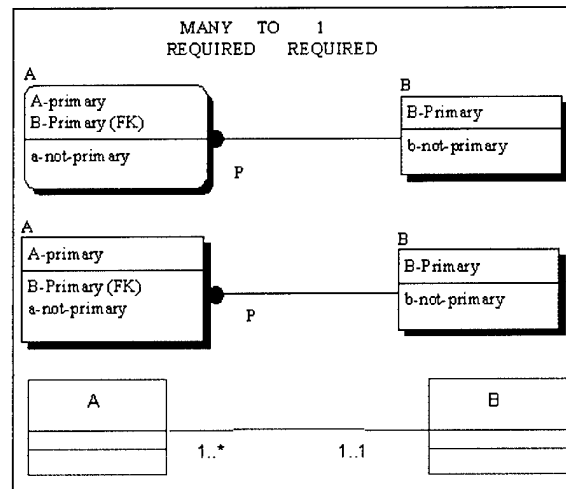 MANY TO 1
REQUIRED REQUIRED
A
B
A-primary
B-Primary (FK)
a-not-primary
B-Primary
b-not-primary
P
A
B
A-primary
B-Primary (FK)
a-not-primary
B-Primary
b-not-primary
P
A
B
1..*
1..1